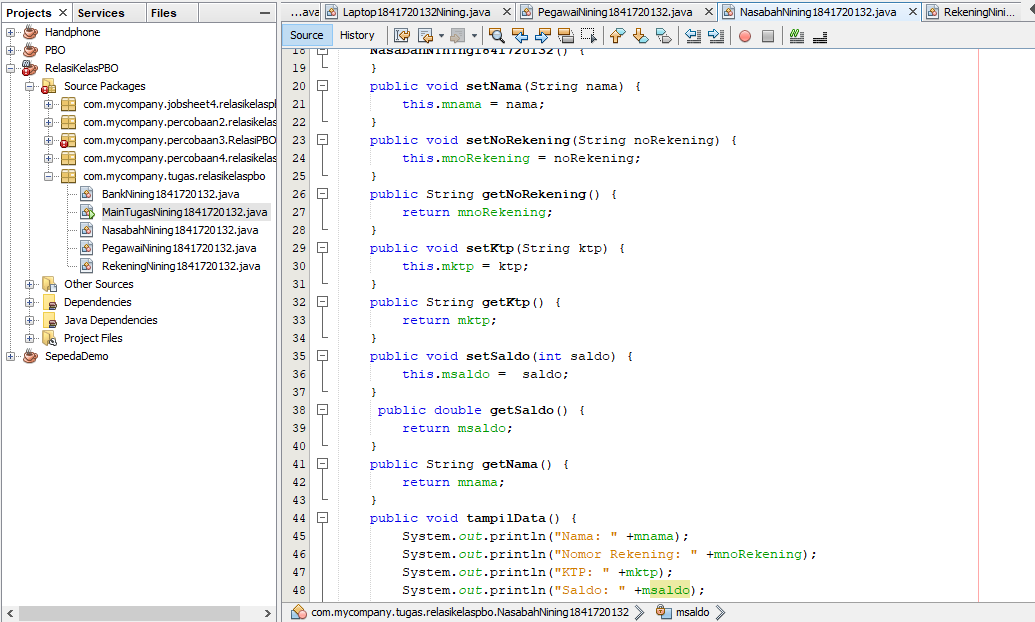 Projects
Services
Files
Handphone
PBO
RelasiKelasPBO
Source Packages
com.mycompany.jobsheet4.relasikelaspl
com.mycompany.percobaan2.relasikelas
com.mycompany.percobaan3.RelasiPBO
com.mycompany.percobaan4.relasikelas
com.mycompany.tugas.relasikelaspbo
BankNining1841720132.java
MainTugasNining1841720132.java
NasabahNining1841720132.java
PegawaiNining1841720132.java
RekeningNining1841720132.java
Other Sources
Dependencies
Java Dependencies
Project Files
SepedaDemo
...ava
Laptop1841720132Nining.java
PegawaiNining1841720132.java
NasabahNining1841720132.java
RekeningNini...
Source
History
18 NasabahNining1841720132() {
19 }
20 public void setNama(String nama) {
21 this.mnama = nama;
22 }
23 public void setNoRekening(String noRekening) {
24 this.mnoRekening = noRekening;
25 }
26 public String getNoRekening() {
27 return mnoRekening;
28 }
29 public void setKtp(String ktp) {
30 this.mktp = ktp;
31 }
32 public String getKtp() {
33 return mktp;
34 }
35 public void setSaldo(int saldo) {
36 this.msaldo =  saldo;
37 }
38 public double getSaldo() {
39 return msaldo;
40 }
41 public String getNama() {
42 return mnama;
43 }
44 public void tampilData() {
45 System.out.println("Nama: " +mnama);
46 System.out.println("Nomor Rekening: " +mnoRekening);
47 System.out.println("KTP: " +mktp);
48 System.out.println("Saldo: " +msaldo);
com.mycompany.tugas.relasikelaspbo.NasabahNining1841720132
msaldo